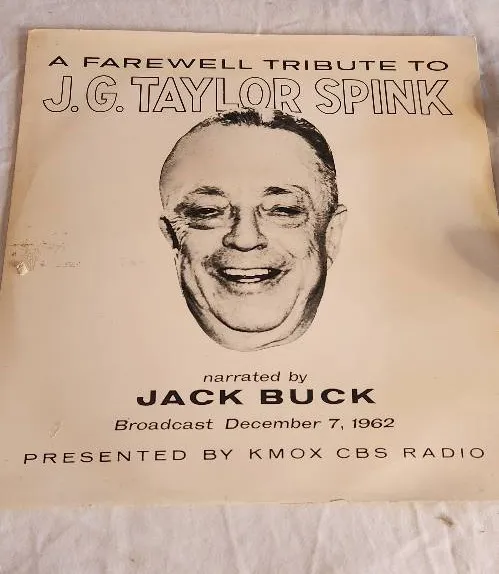 A FAREWELL TRIBUTE TO
J. G. TAYLOR SPINK
narrated by
JACK BUCK
Broadcast December 7, 1962
PRESENTED BY KMOX CBS RADIO